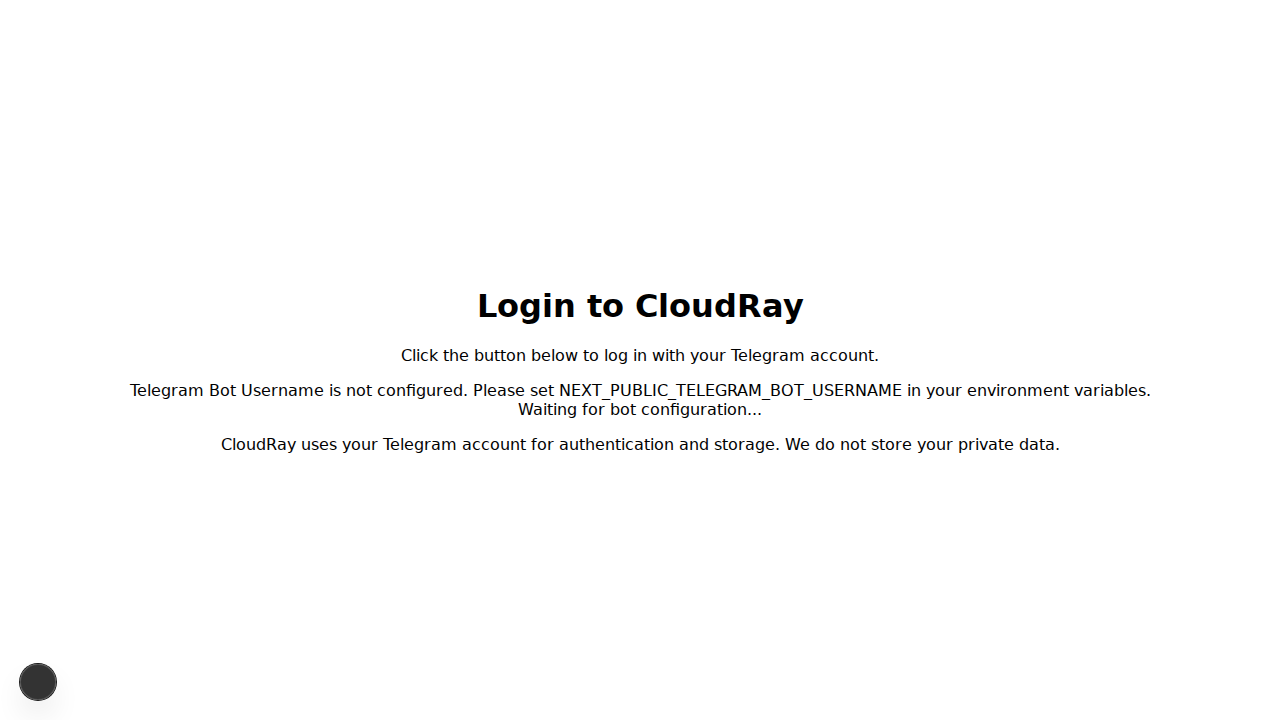 Login to CloudRay
Click the button below to log in with your Telegram account.
Telegram Bot Username is not configured. Please set NEXT_PUBLIC_TELEGRAM_BOT_USERNAME in your environment variables.
Waiting for bot configuration...
CloudRay uses your Telegram account for authentication and storage. We do not store your private data.